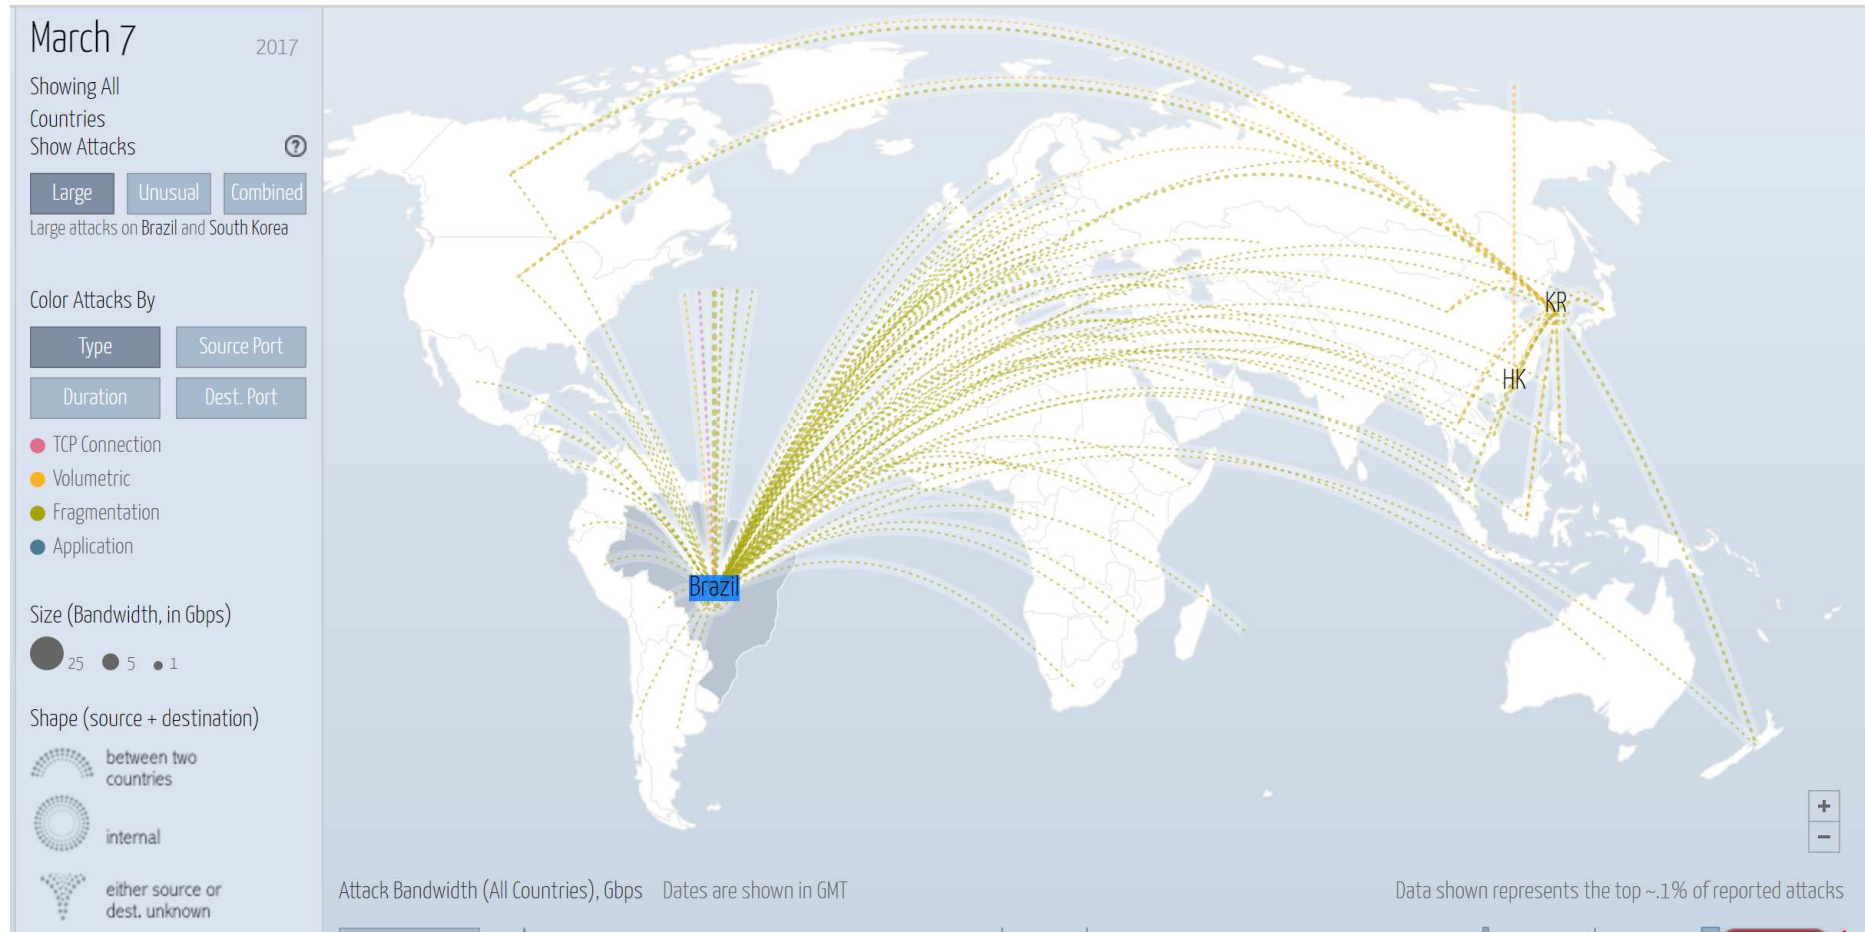 March 7 2017
Showing All
Countries
Show Attacks ?
Large Unusual Combined
Large attacks on Brazil and South Korea
Color Attacks By
Type Source Port
Duration Dest. Port
TCP Connection
Volumetric
Fragmentation
Application
Size (Bandwidth, in Gbps)
25 5 1
Shape (source + destination)
between two
countries
internal
either source or
dest. unknown
KR
HK
Brazil
+
−
Attack Bandwidth (All Countries), Gbps Dates are shown in GMT Data shown represents the top ~.1% of reported attacks